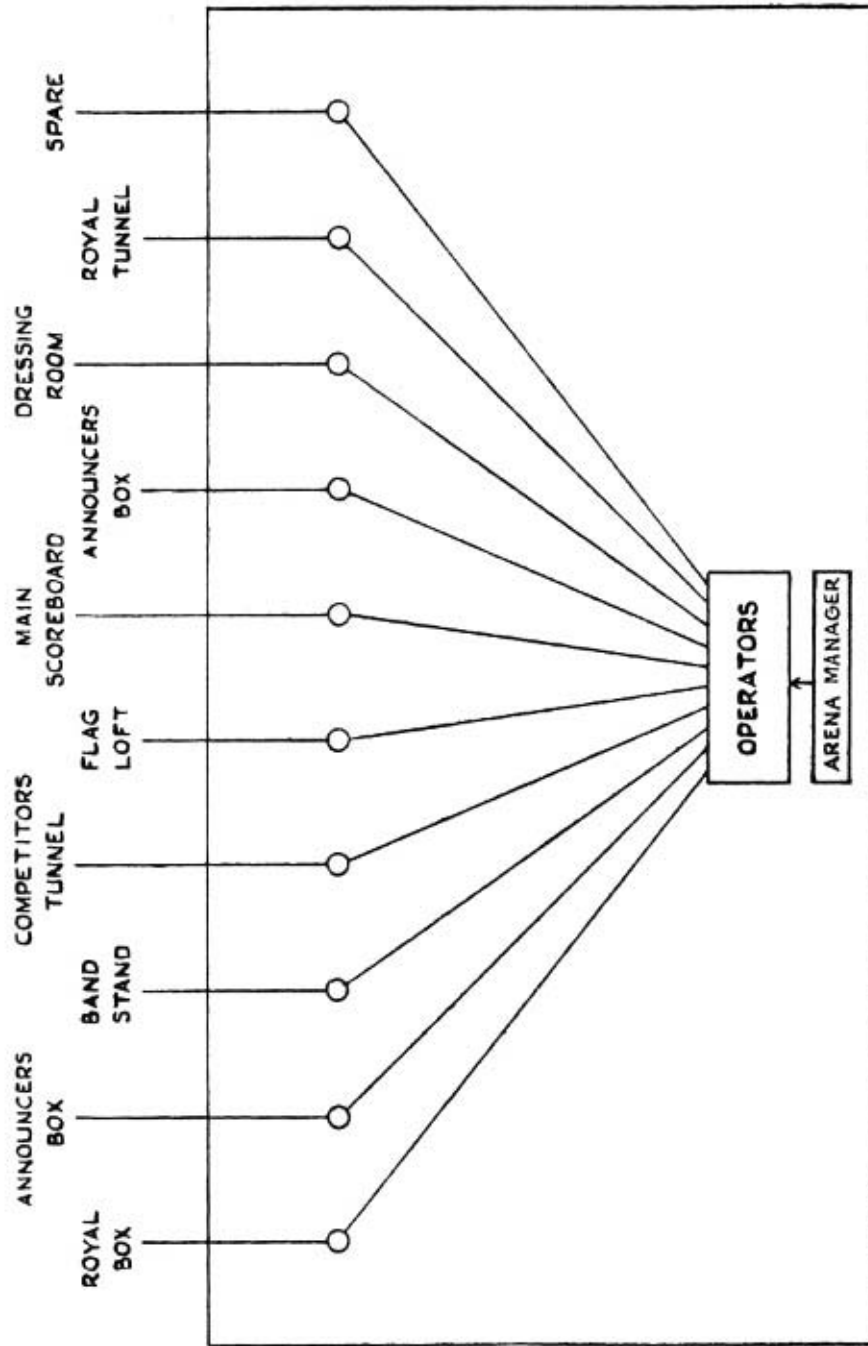 ROYAL
BOX
ANNOUNCERS
BOX
BAND
STAND
COMPETITORS
TUNNEL
FLAG
LOFT
MAIN
SCOREBOARD
ANNOUNCERS
BOX
DRESSING
ROOM
ROYAL
TUNNEL
SPARE
OPERATORS
ARENA MANAGER